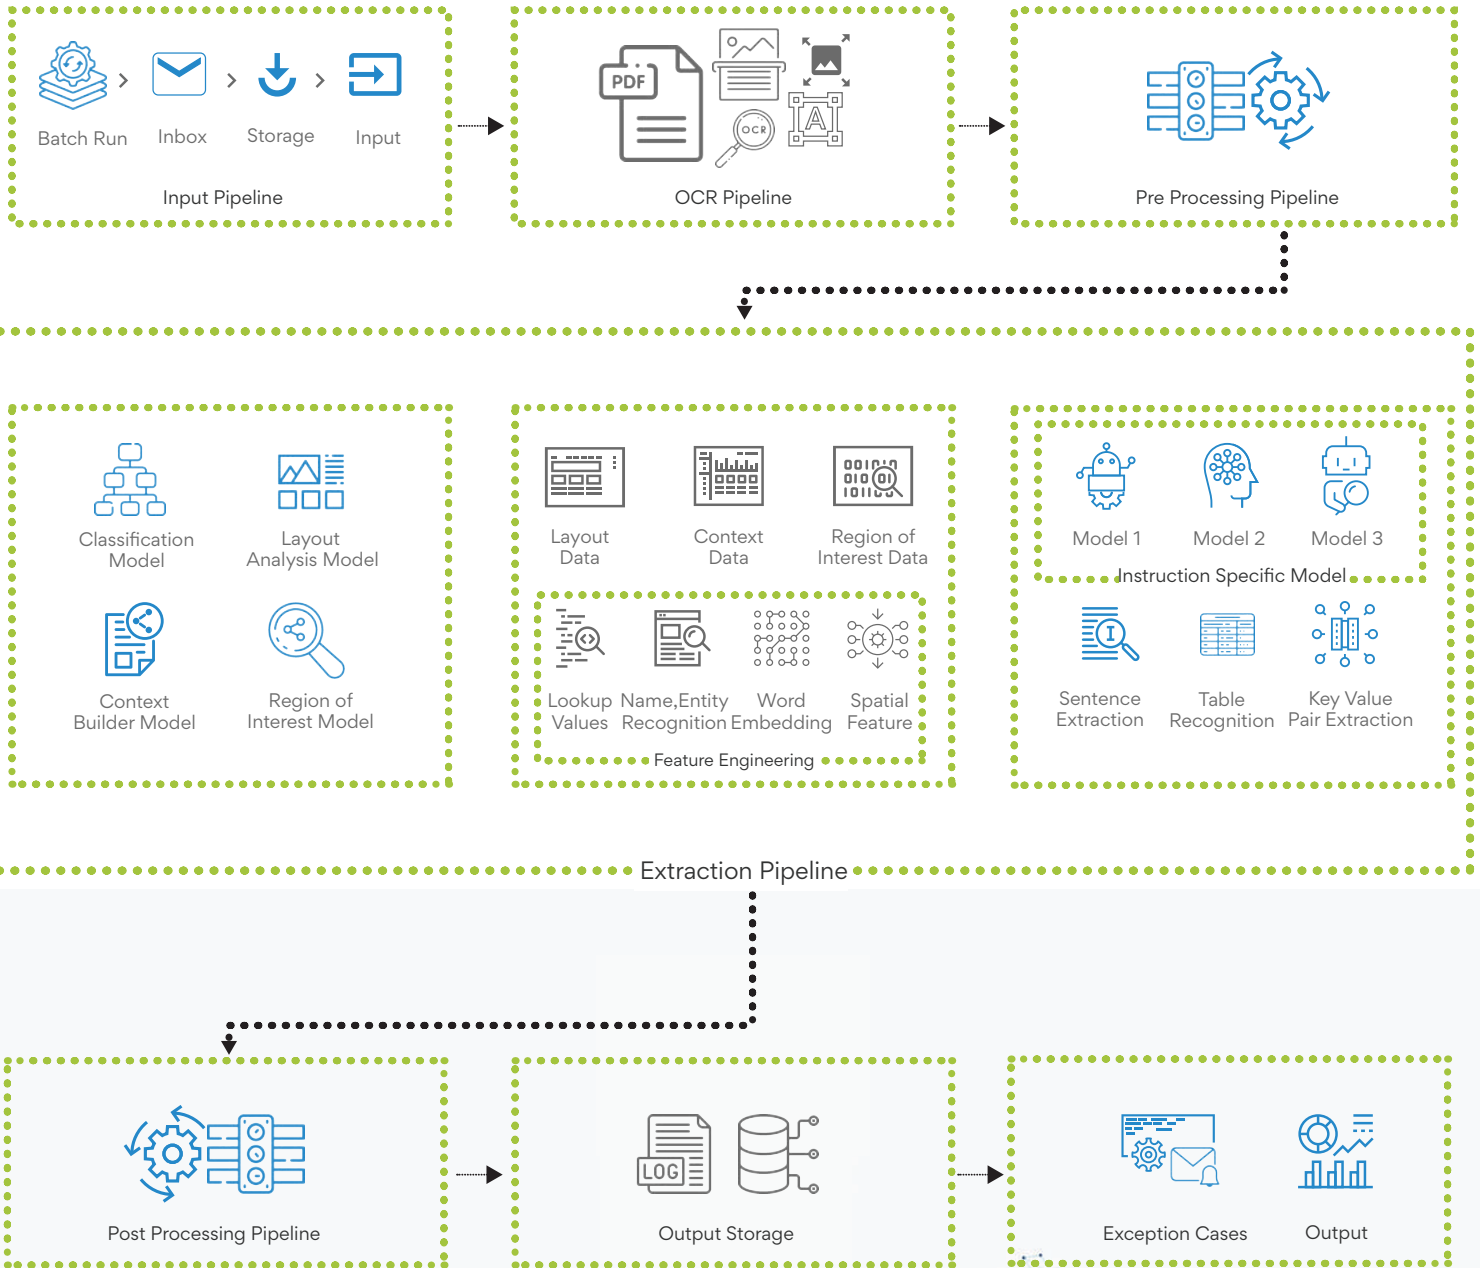 Batch Run
Inbox
Storage
Input
Input Pipeline
PDF
OCR
A
OCR Pipeline
Pre Processing Pipeline
Classification
Model
Layout
Analysis Model
Context
Builder Model
Region of
Interest Model
Layout
Data
Context
Data
Region of
Interest Data
Lookup
Values
Name,Entity
Recognition
Word
Embedding
Spatial
Feature
Feature Engineering
Model 1
Model 2
Model 3
Instruction Specific Model
I
Sentence
Extraction
Table
Recognition
Key Value
Pair Extraction
Extraction Pipeline
Post Processing Pipeline
LOG
Output Storage
Exception Cases
Output